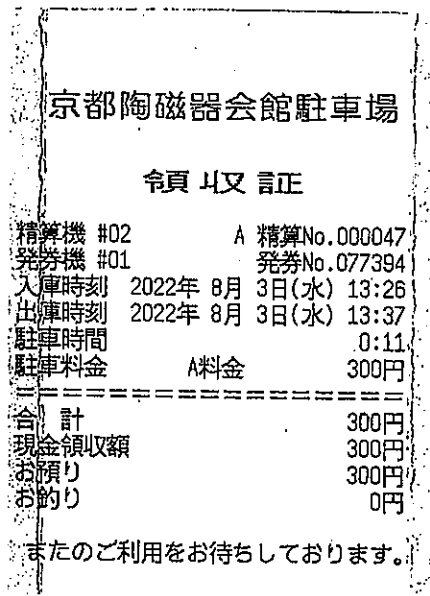 京都陶磁器会館駐車場
領収証
精算機 #02 A 精算No.000047
発券機 #01 発券No.077394
入庫時刻 2022年 8月 3日(水) 13:26
出庫時刻 2022年 8月 3日(水) 13:37
駐車時間 0:11
駐車料金 A料金 300円
====================
合 計 300円
現金領収額 300円
お預り 300円
お釣り 0円
またのご利用をお待ちしております。